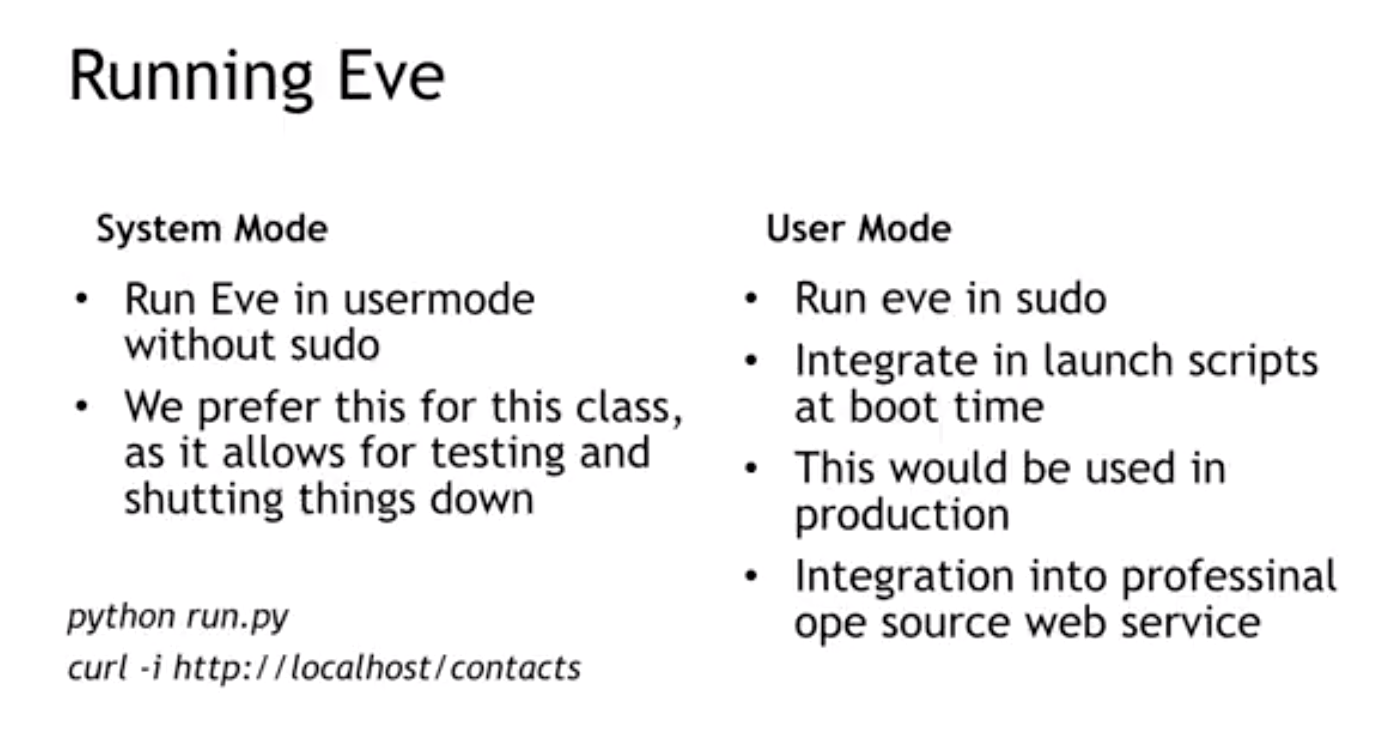 Running Eve
System Mode
• Run Eve in usermode
without sudo
• We prefer this for this class,
as it allows for testing and
shutting things down
python run.py
curl -i http://localhost/contacts
User Mode
• Run eve in sudo
• Integrate in launch scripts
at boot time
• This would be used in
production
• Integration into professinal
ope source web service